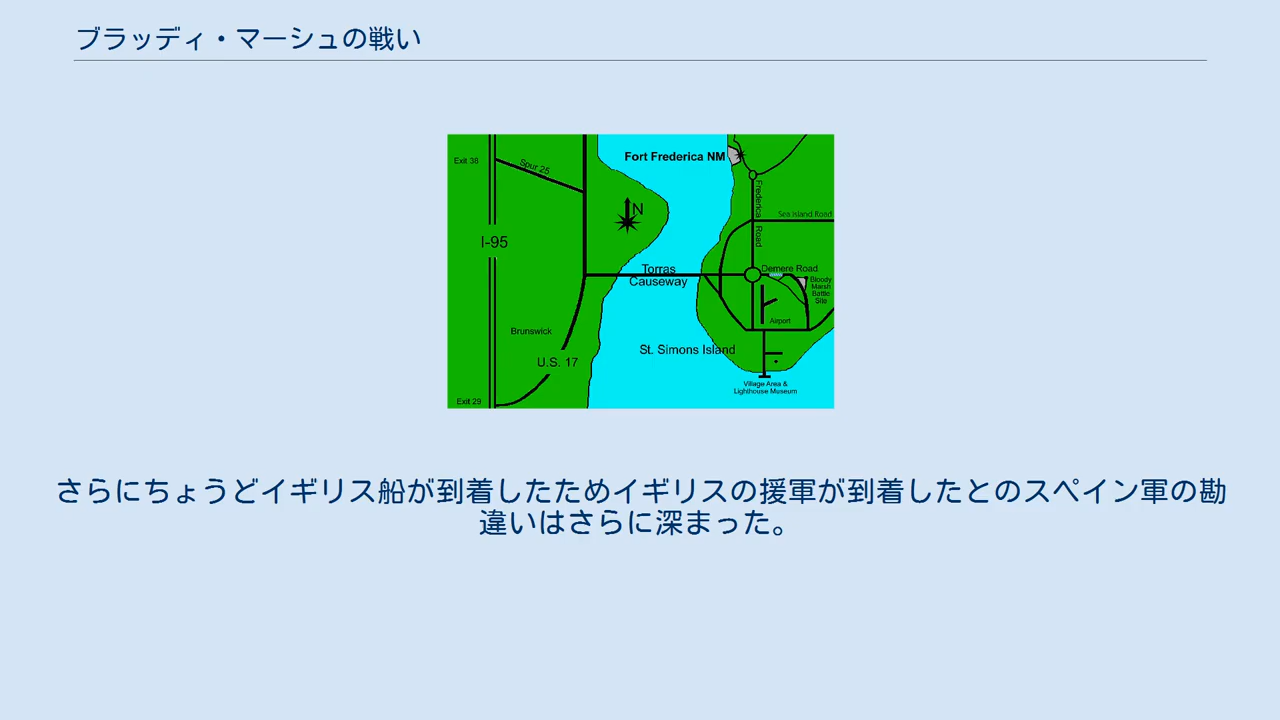 ブラッディ・マーシュの戦い
Fort Frederica NM
Exit 38
Spur 25
N
Frederica Road
Sea Island Road
I-95
Torras
Causeway
Demere Road
Bloody
Marsh
Battle
Site
Airport
Brunswick
St. Simons Island
U.S. 17
Village Area &
Lighthouse Museum
Exit 29
さらにちょうどイギリス船が到着したためイギリスの援軍が到着したとのスペイン軍の勘
違いはさらに深まった。